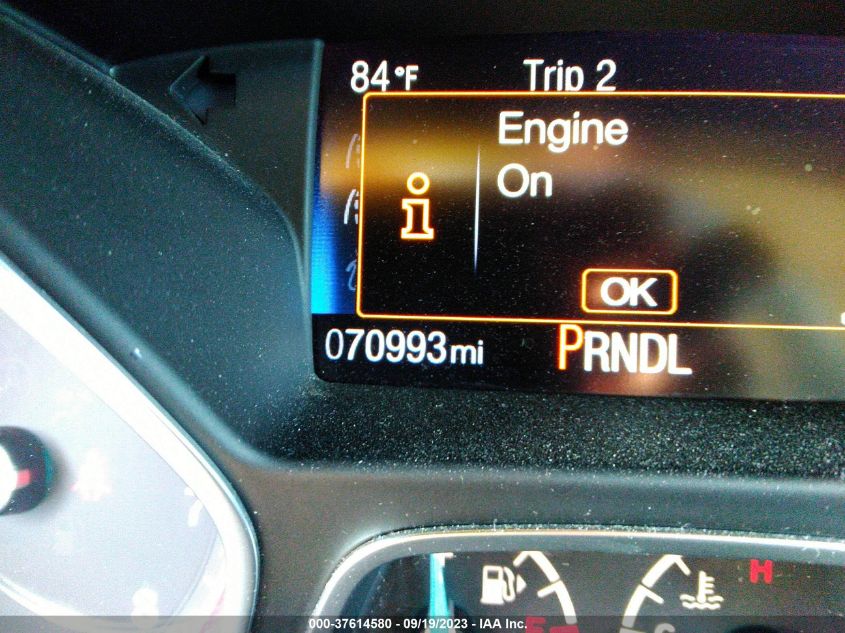 84°F Trip 2
Engine
On
i
OK
070993mi PRNDL
H
000-37614580 - 09/19/2023 - IAA Inc.